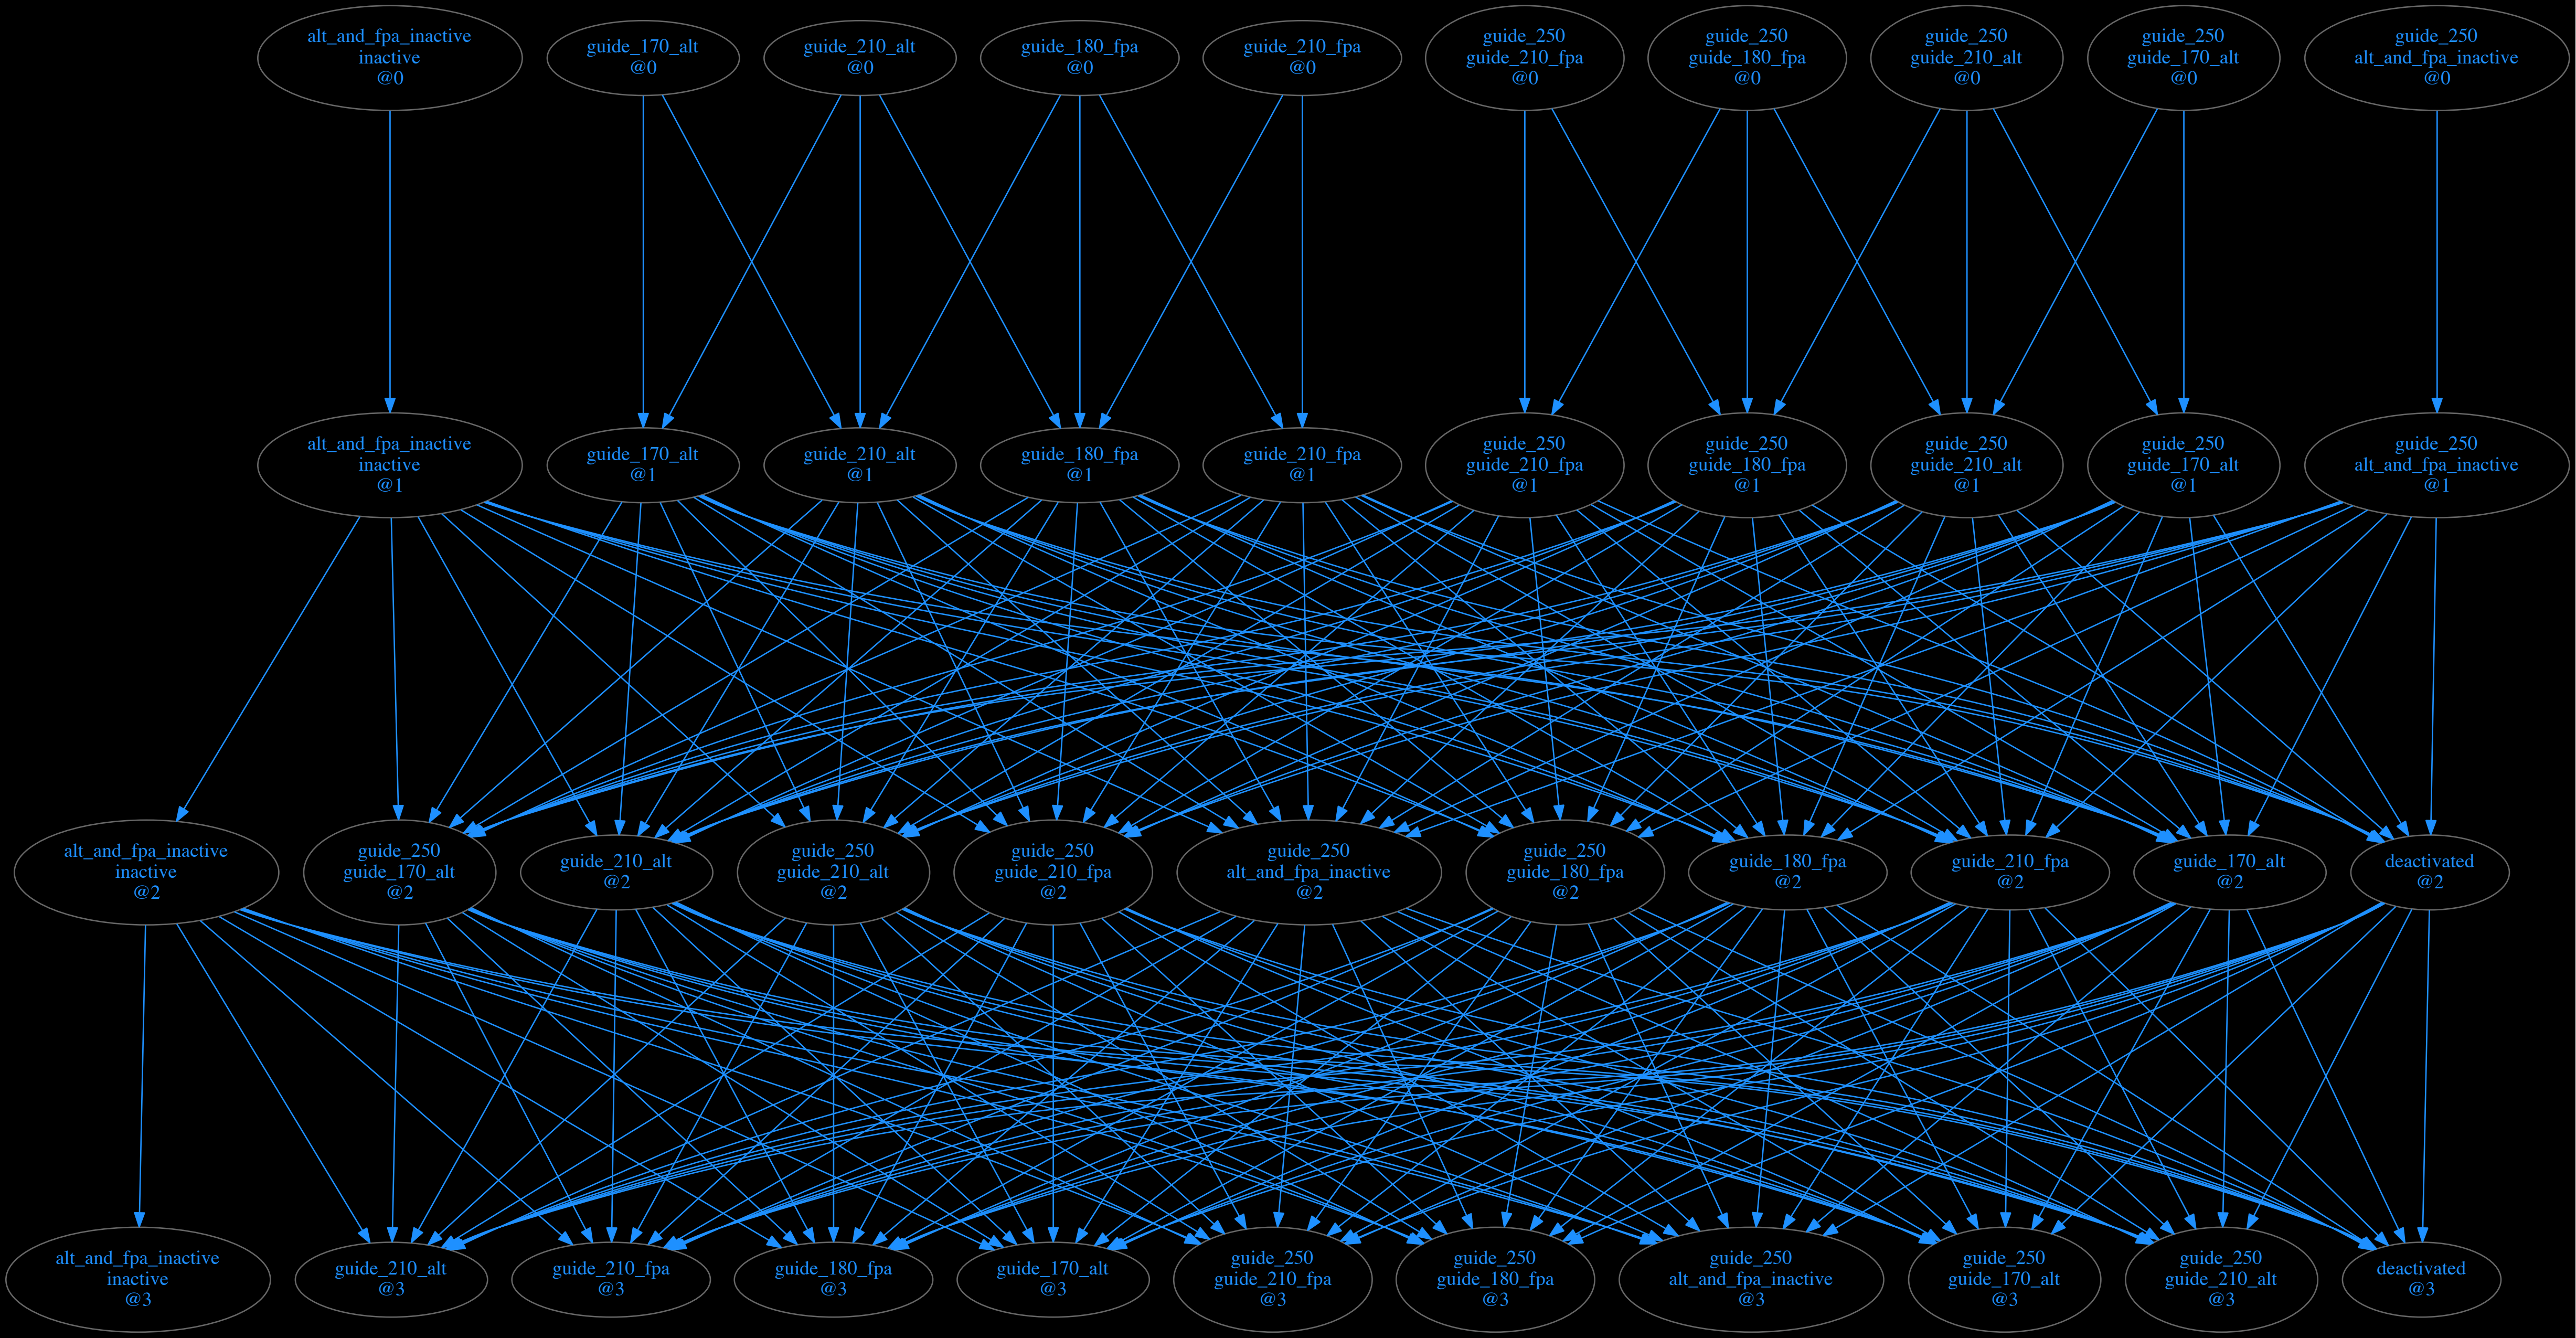 alt_and_fpa_inactive
inactive
@0
guide_170_alt
@0
guide_210_alt
@0
guide_180_fpa
@0
guide_210_fpa
@0
guide_250
guide_210_fpa
@0
guide_250
guide_180_fpa
@0
guide_250
guide_210_alt
@0
guide_250
guide_170_alt
@0
guide_250
alt_and_fpa_inactive
@0
alt_and_fpa_inactive
inactive
@1
guide_170_alt
@1
guide_210_alt
@1
guide_180_fpa
@1
guide_210_fpa
@1
guide_250
guide_210_fpa
@1
guide_250
guide_180_fpa
@1
guide_250
guide_210_alt
@1
guide_250
guide_170_alt
@1
guide_250
alt_and_fpa_inactive
@1
alt_and_fpa_inactive
inactive
@2
guide_250
guide_170_alt
@2
guide_210_alt
@2
guide_250
guide_210_alt
@2
guide_250
guide_210_fpa
@2
guide_250
alt_and_fpa_inactive
@2
guide_250
guide_180_fpa
@2
guide_180_fpa
@2
guide_210_fpa
@2
guide_170_alt
@2
deactivated
@2
alt_and_fpa_inactive
inactive
@3
guide_210_alt
@3
guide_210_fpa
@3
guide_180_fpa
@3
guide_170_alt
@3
guide_250
guide_210_fpa
@3
guide_250
guide_180_fpa
@3
guide_250
alt_and_fpa_inactive
@3
guide_250
guide_170_alt
@3
guide_250
guide_210_alt
@3
deactivated
@3